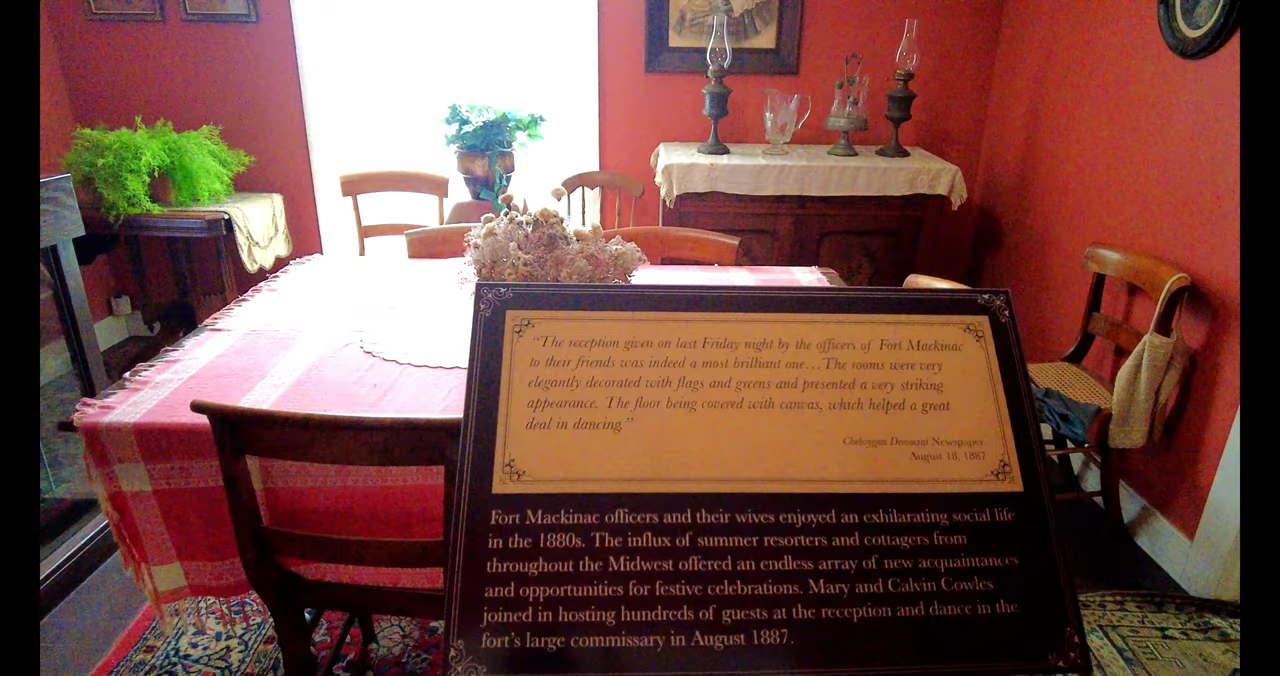 “The reception given on last Friday night by the officers of Fort Mackinac
to their friends was indeed a most brilliant one…The rooms were very
elegantly decorated with flags and greens and presented a very striking
appearance. The floor being covered with canvas, which helped a great
deal in dancing.”
Cheboygan Democrat Newspaper
August 18, 1887
Fort Mackinac officers and their wives enjoyed an exhilarating social life
in the 1880s. The influx of summer resorters and cottagers from
throughout the Midwest offered an endless array of new acquaintances
and opportunities for festive celebrations. Mary and Calvin Cowles
joined in hosting hundreds of guests at the reception and dance in the
fort’s large commissary in August 1887.